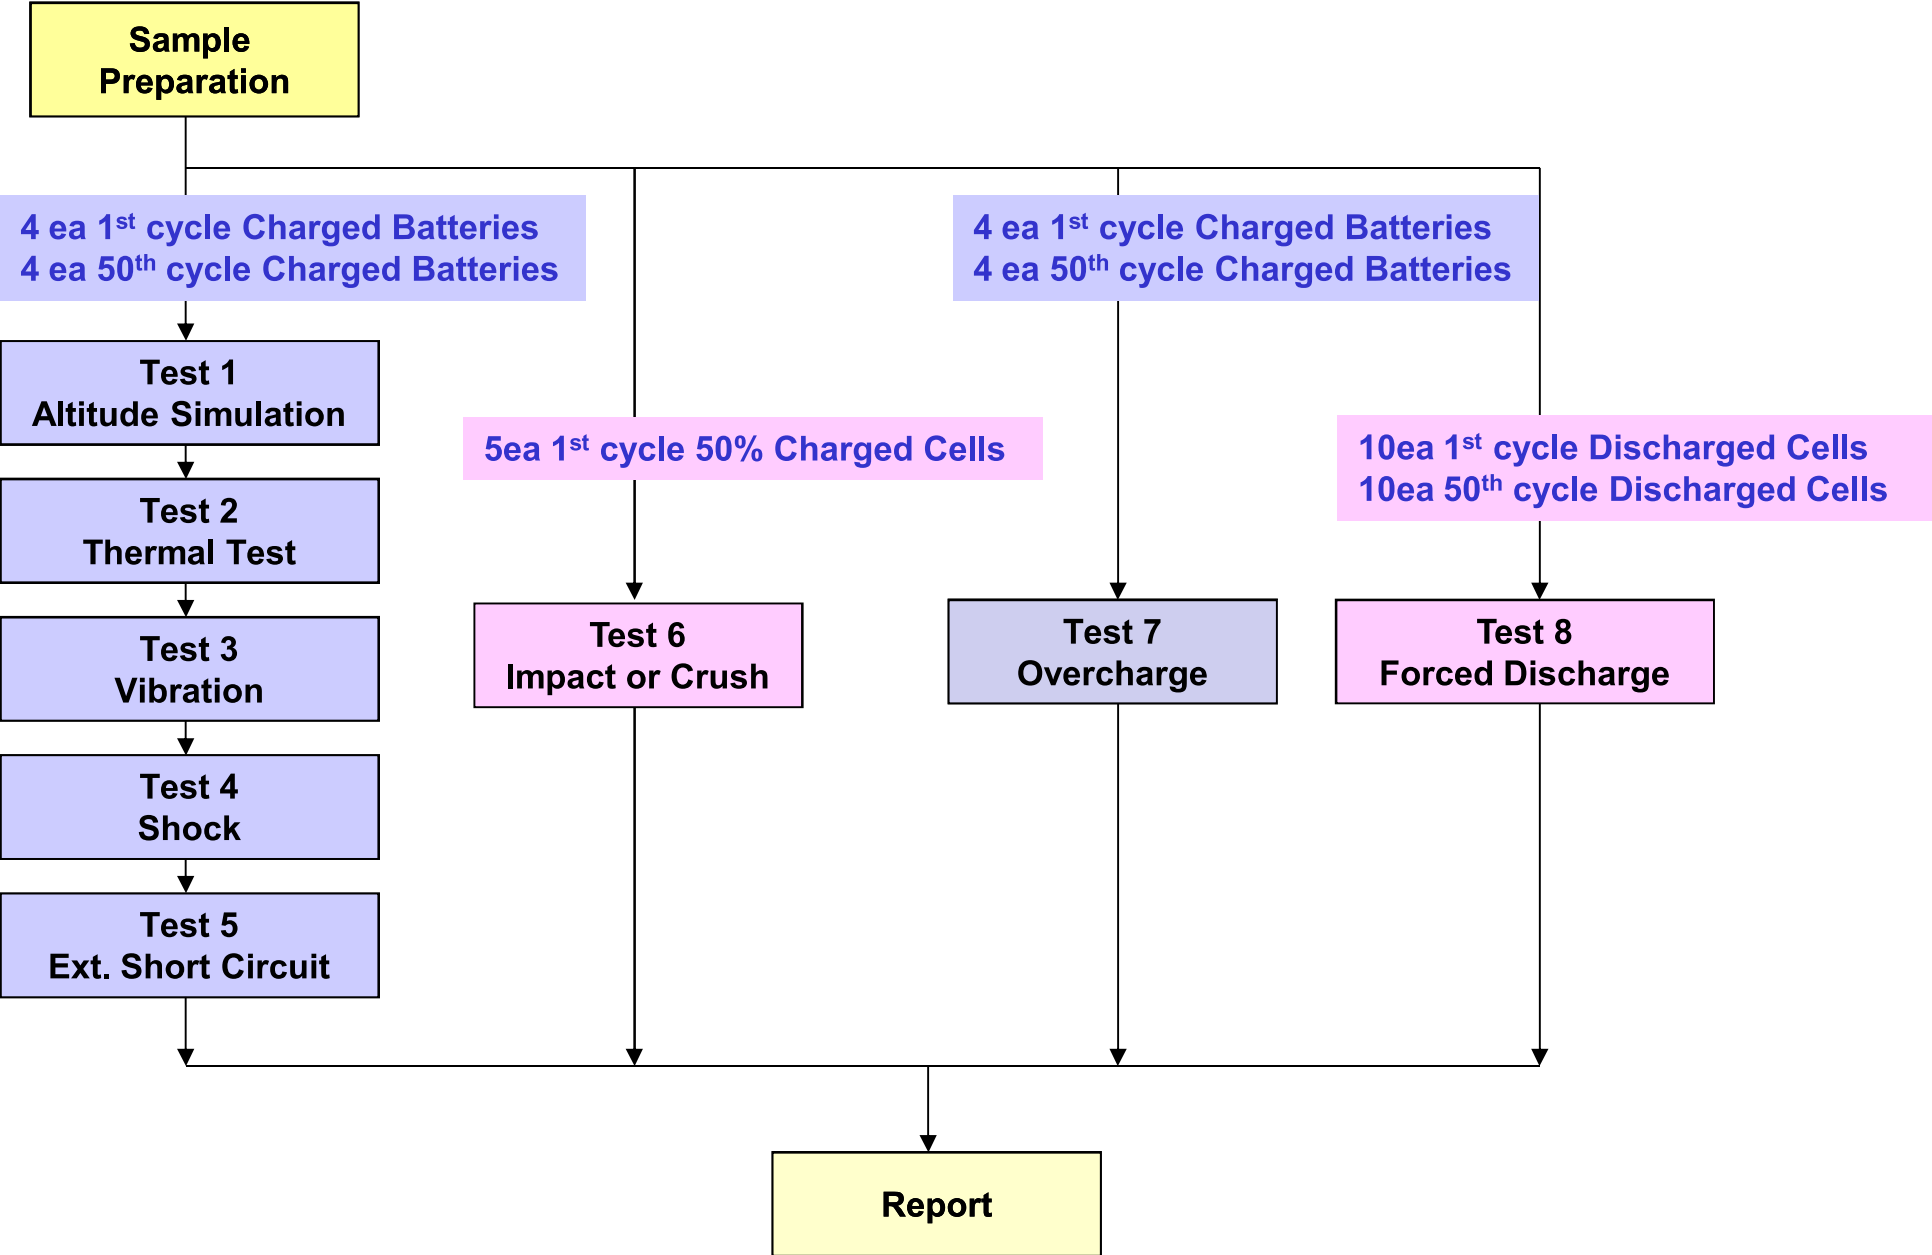 Sample
Preparation
4 ea 1st cycle Charged Batteries
4 ea 50th cycle Charged Batteries
4 ea 1st cycle Charged Batteries
4 ea 50th cycle Charged Batteries
Test 1
Altitude Simulation
5ea 1st cycle 50% Charged Cells
10ea 1st cycle Discharged Cells
10ea 50th cycle Discharged Cells
Test 2
Thermal Test
Test 3
Vibration
Test 6
Impact or Crush
Test 7
Overcharge
Test 8
Forced Discharge
Test 4
Shock
Test 5
Ext. Short Circuit
Report